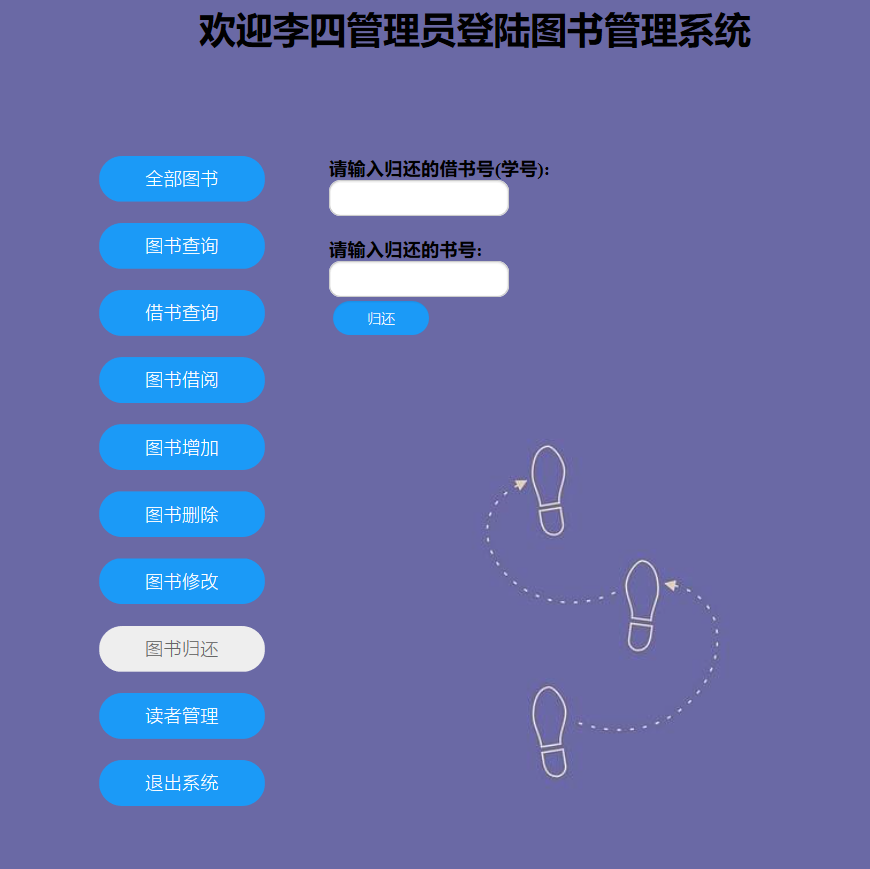 欢迎李四管理员登陆图书管理系统
全部图书
图书查询
借书查询
图书借阅
图书增加
图书删除
图书修改
图书归还
读者管理
退出系统
请输入归还的借书号(学号):
请输入归还的书号:
归还